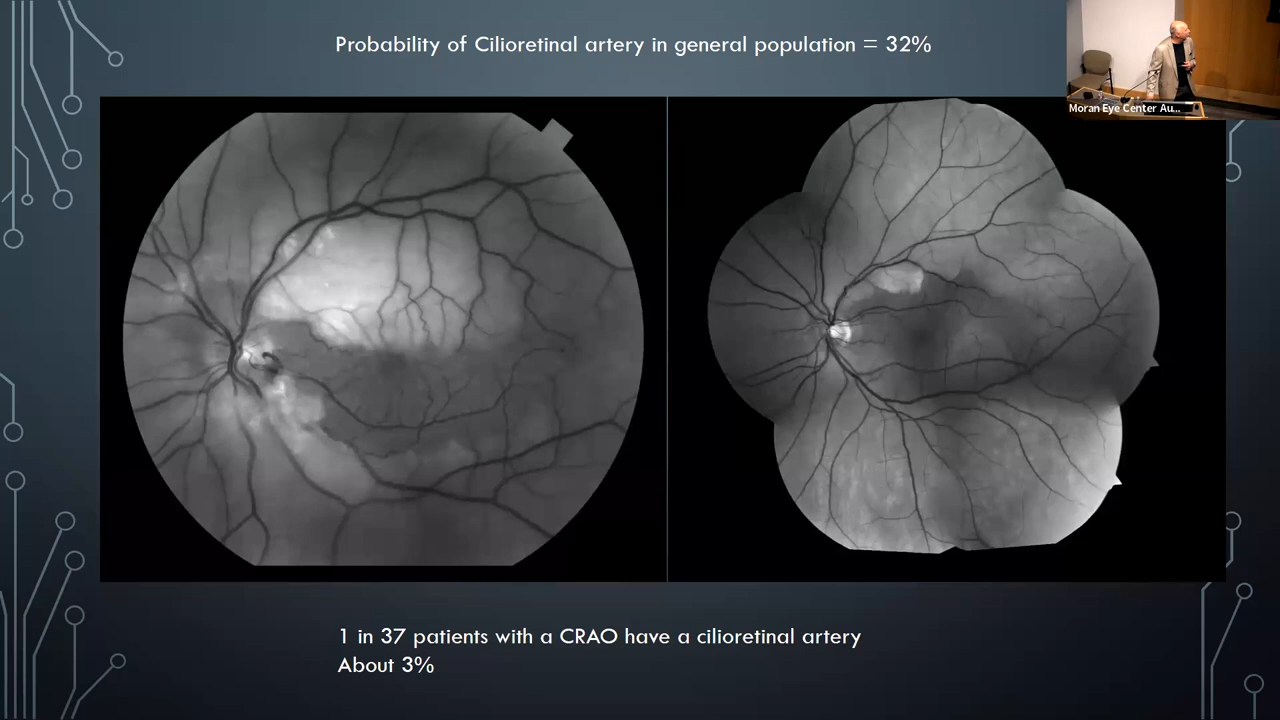 Probability of Cilioretinal artery in general population = 32%
Moran Eye Center Au...
1 in 37 patients with a CRAO have a cilioretinal artery
About 3%